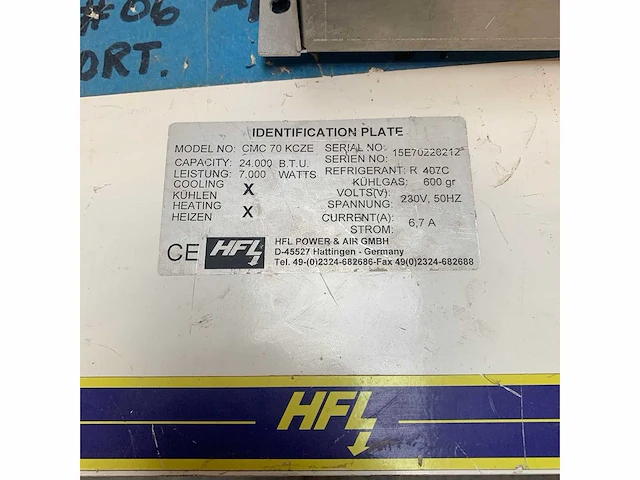 #06
ORT.
IDENTIFICATION PLATE
MODEL NO: CMC 70 KCZE SERIAL NO:
SERIEN NO:
CAPACITY: 24.000 B.T.U. REFRIGERANT: R 407C
LEISTUNG: 7.000 WATTS KÜHLGAS: 600 gr
COOLING X VOLTS(V):
KÜHLEN SPANNUNG: 230V, 50HZ
HEATING X CURRENT(A): 6,7 A
HEIZEN STROM:
CE HFL HFL POWER & AIR GMBH
D-45527 Hattingen - Germany
Tel. 49-(0)2324-682686-Fax 49(0)2324-682688
HFL